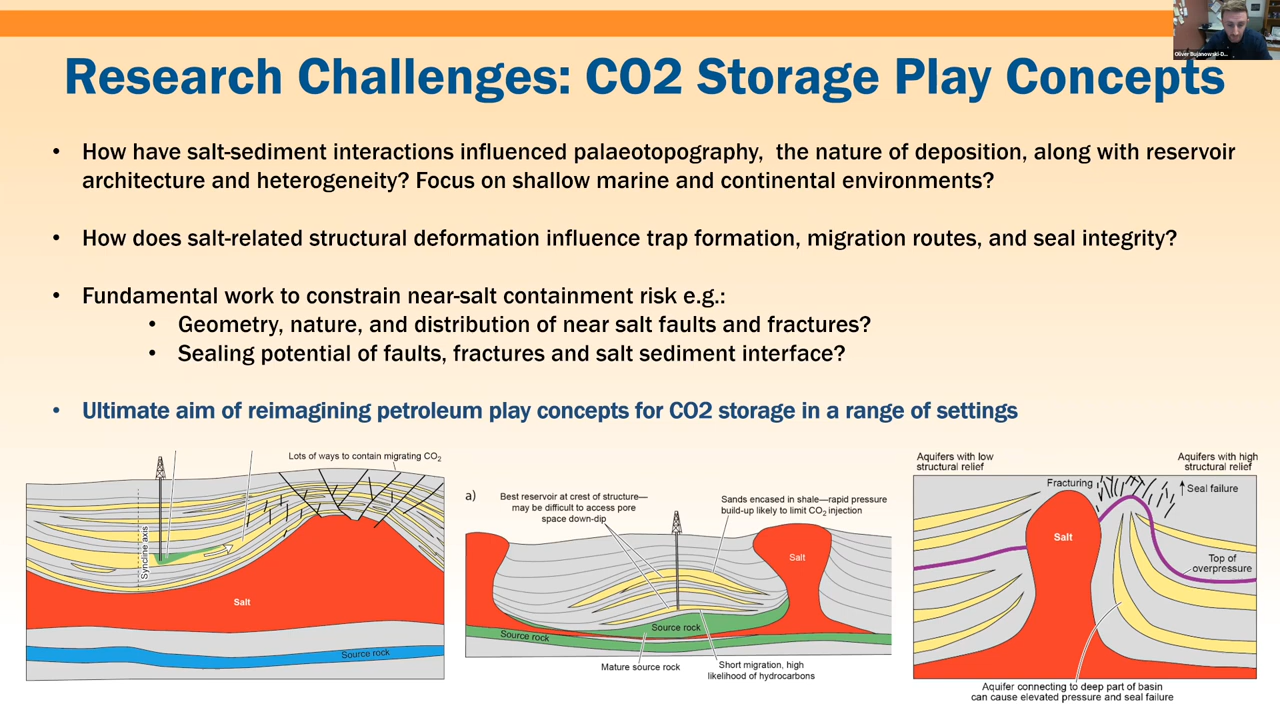 Oliver Bujanowski-D...
Research Challenges: CO2 Storage Play Concepts
• How have salt-sediment interactions influenced palaeotopography, the nature of deposition, along with reservoir
architecture and heterogeneity? Focus on shallow marine and continental environments?
• How does salt-related structural deformation influence trap formation, migration routes, and seal integrity?
• Fundamental work to constrain near-salt containment risk e.g.:
• Geometry, nature, and distribution of near salt faults and fractures?
• Sealing potential of faults, fractures and salt sediment interface?
• Ultimate aim of reimagining petroleum play concepts for CO2 storage in a range of settings
Lots of ways to contain migrating CO₂
Syncline axis
Salt
Source rock
a)
Best reservoir at crest of structure—
may be difficult to access pore
space down-dip
Sands encased in shale—rapid pressure
build-up likely to limit CO₂ injection
Salt
Source rock
Source rock
Mature source rock
Short migration, high
likelihood of hydrocarbons
Aquifers with low
structural relief
Aquifers with high
structural relief
Fracturing
Seal failure
Salt
Top of
overpressure
Aquifer connecting to deep part of basin
can cause elevated pressure and seal failure